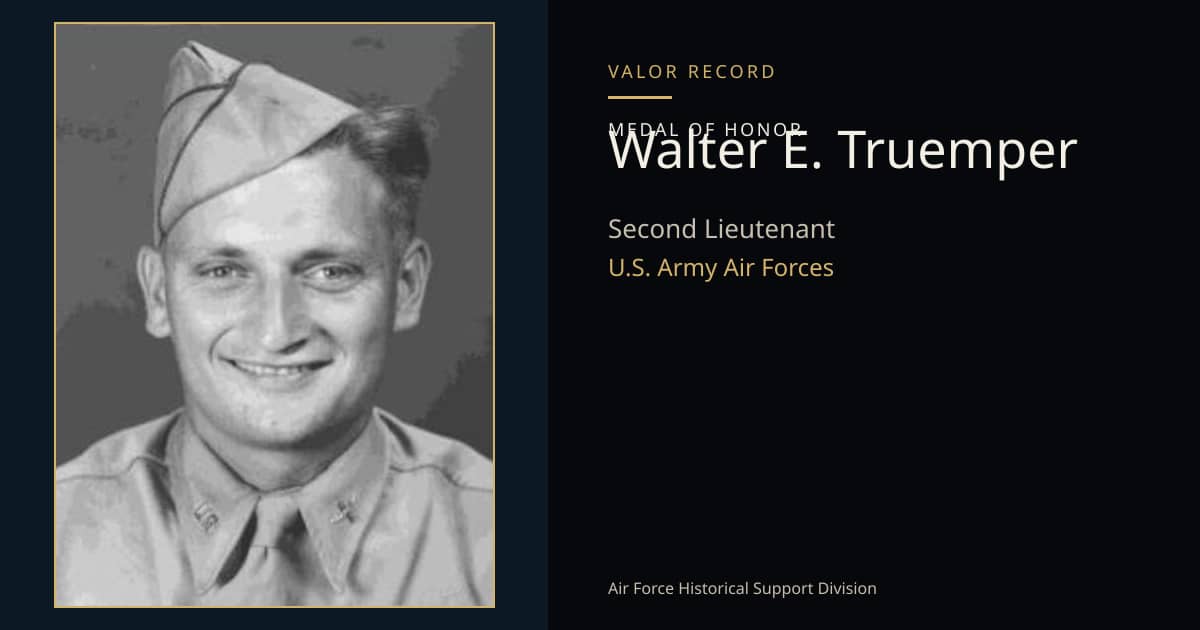 VALOR RECORD
MEDAL OF HONOR
Walter E. Truemper
Second Lieutenant
U.S. Army Air Forces
Air Force Historical Support Division